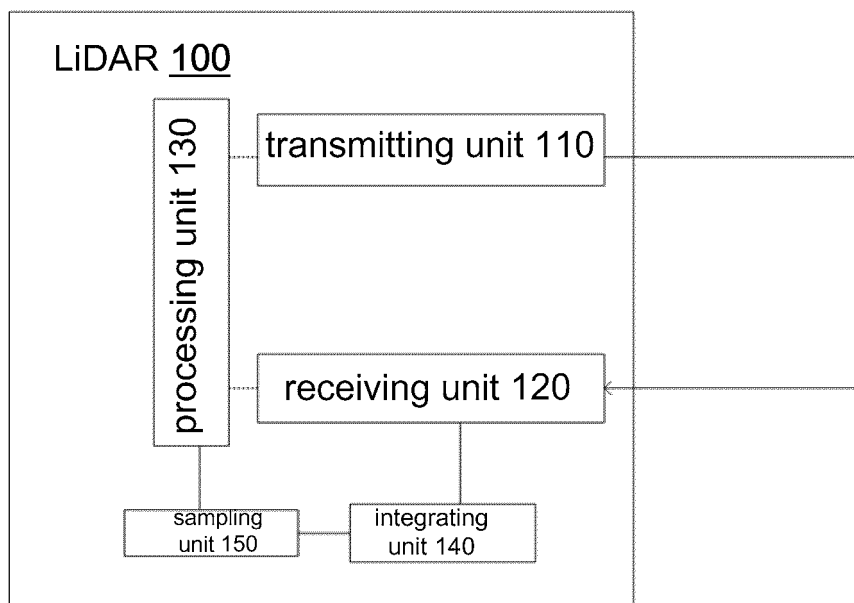 LiDAR 100
transmitting unit 110
processing unit 130
receiving unit 120
sampling
unit 150
integrating
unit 140